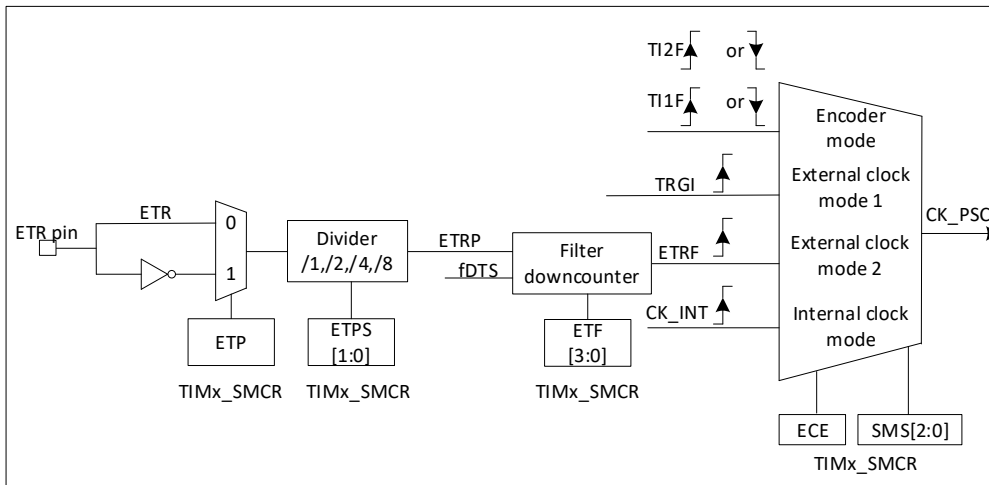 TI2F or
TI1F or
Encoder
mode
TRGI
External clock
mode 1
CK_PSC
ETR pin
ETR
0
1
Divider
/1,/2,/4,/8
ETRP
fDTS
Filter
downcounter
ETRF
External clock
mode 2
CK_INT
Internal clock
mode
ETP
ETPS
[1:0]
ETF
[3:0]
TIMx_SMCR
TIMx_SMCR
TIMx_SMCR
ECE
SMS[2:0]
TIMx_SMCR